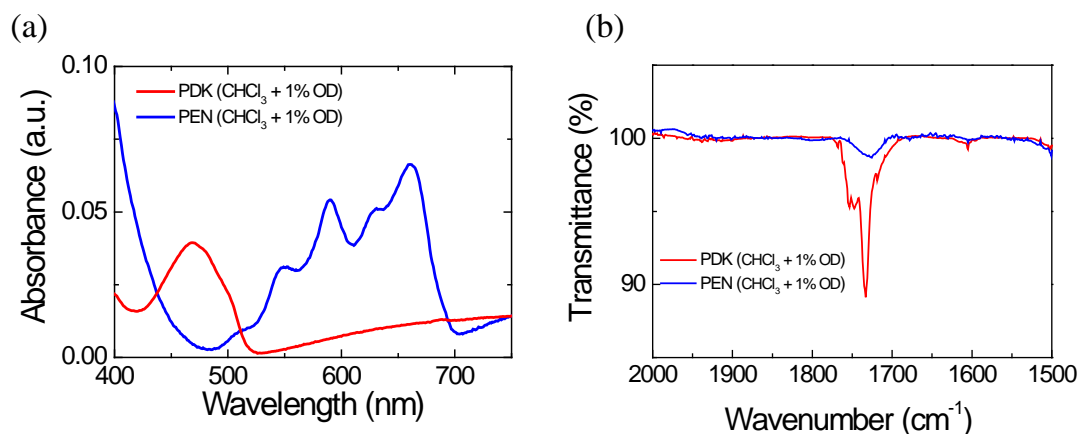 (a)
Absorbance (a.u.)
0.10
0.05
0.00
PDK (CHCl₃ + 1% OD)
PEN (CHCl₃ + 1% OD)
400 500 600 700
Wavelength (nm)
(b)
Transmittance (%)
100
90
PDK (CHCl₃ + 1% OD)
PEN (CHCl₃ + 1% OD)
2000 1900 1800 1700 1600 1500
Wavenumber (cm⁻¹)